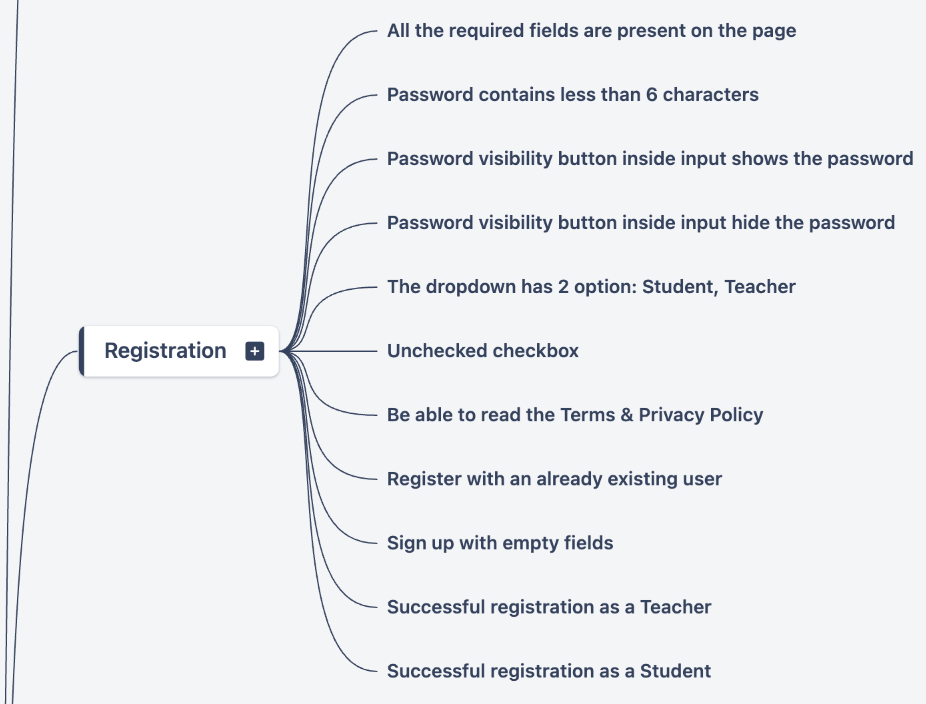 All the required fields are present on the page
Password contains less than 6 characters
Password visibility button inside input shows the password
Password visibility button inside input hide the password
The dropdown has 2 option: Student, Teacher
Registration
Unchecked checkbox
Be able to read the Terms & Privacy Policy
Register with an already existing user
Sign up with empty fields
Successful registration as a Teacher
Successful registration as a Student